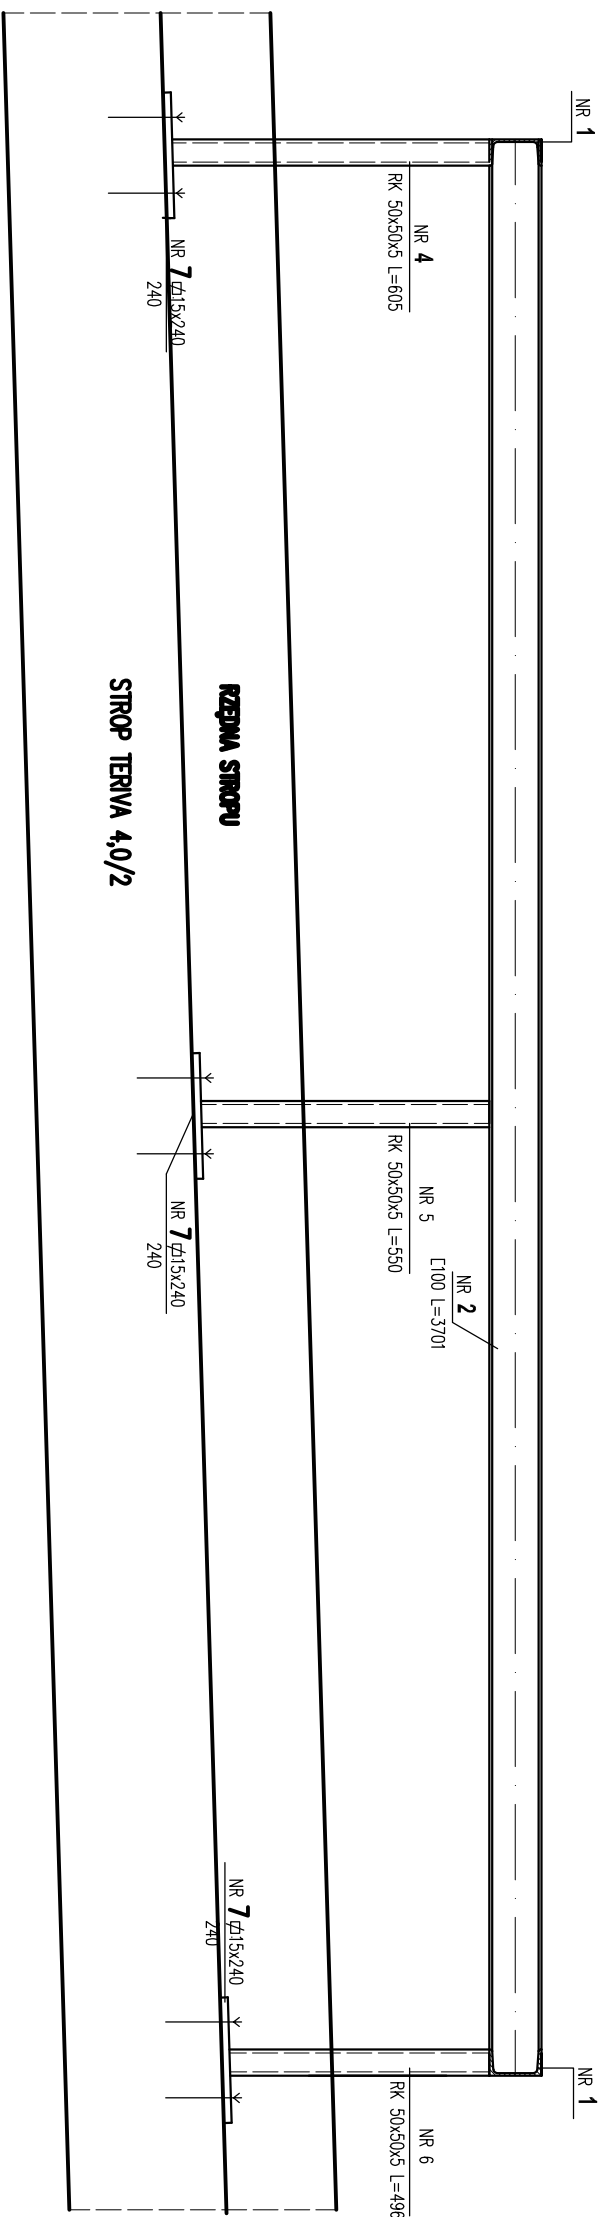 NR 1
NR 4
RK 50x50x5 L=605
NR 7 15x240
240
RZĘDNA STROPU
STROP TERIVA 4,0/2
NR 5
RK 50x50x5 L=550
NR 2
[100 L=3701
NR 7 15x240
240
NR 1
NR 6
RK 50x50x5 L=496
NR 7 15x240
240